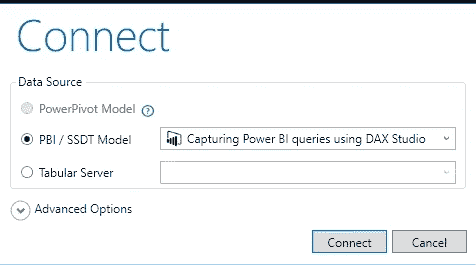 Connect
Data Source
PowerPivot Model ?
PBI / SSDT Model Capturing Power BI queries using DAX Studio
Tabular Server
Advanced Options
Connect Cancel